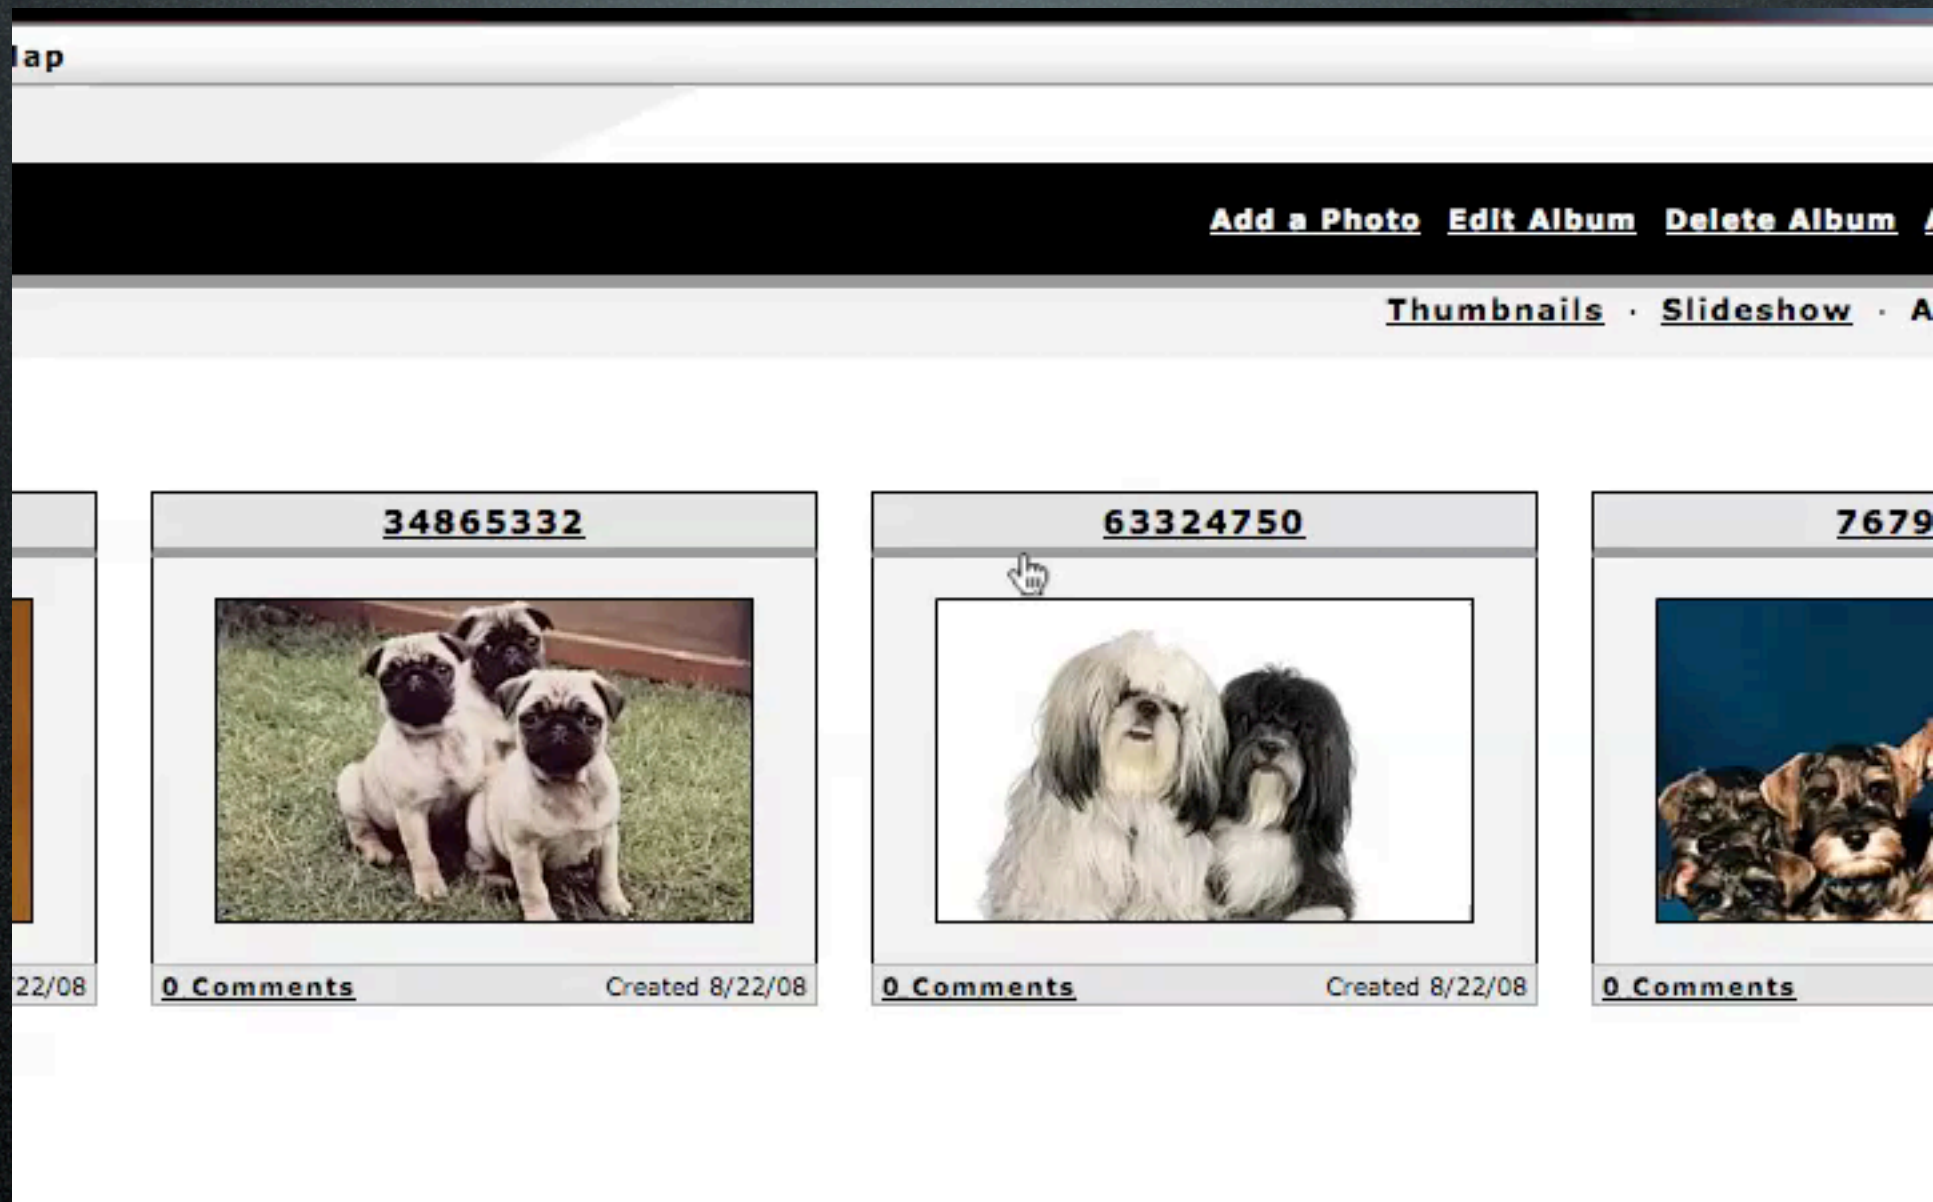 Add a Photo Edit Album Delete Album
Thumbnails · Slideshow ·
34865332 63324750 7679
22/08 0 Comments Created 8/22/08 0 Comments Created 8/22/08 0 Comments